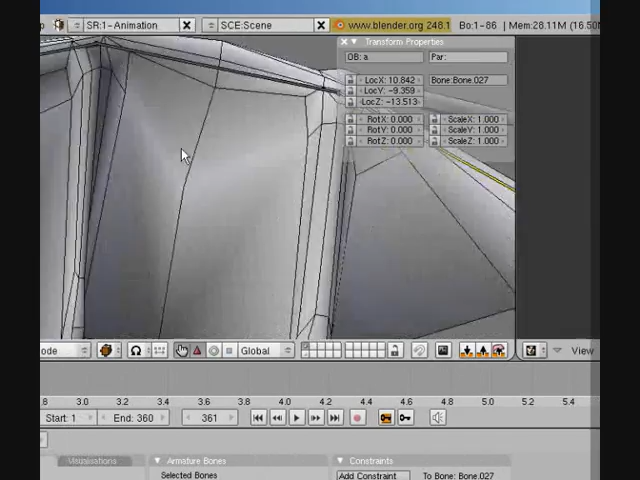 SR:1-Animation SCE:Scene www.blender.org 248.1 Bo:1-86 | Mem:28.11M (16.50
Transform Properties
OB: a Par:
LocX: 10.842 Bone:Bone.027
LocY: -9.359
LocZ: -13.513
RotX: 0.000 ScaleX: 1.000
RotY: 0.000 ScaleY: 1.000
RotZ: 0.000 ScaleZ: 1.000
ode Global View
.8 3.0 3.2 3.4 3.6 3.8 4.0 4.2 4.4 4.6 4.8 5.0 5.2 5.4
Start: 1 End: 360 361
Visualisations Armature Bones Constraints
Selected Bones Add Constraint To Bone: Bone.027